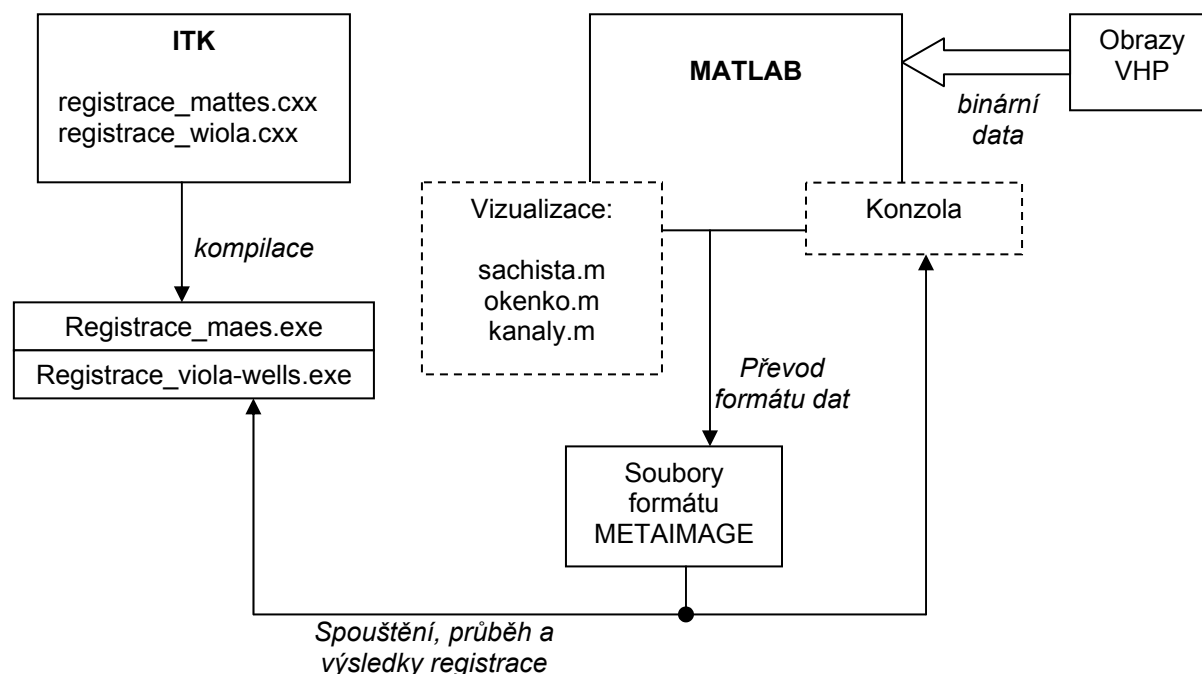 ITK
registrace_mattes.cxx
registrace_wiola.cxx
MATLAB
Obrazy
VHP
binární
data
kompilace
Vizualizace:
sachista.m
okenko.m
kanaly.m
Konzola
Registrace_maes.exe
Registrace_viola-wells.exe
Převod
formátu dat
Soubory
formátu
METAIMAGE
Spouštění, průběh a
výsledky registrace